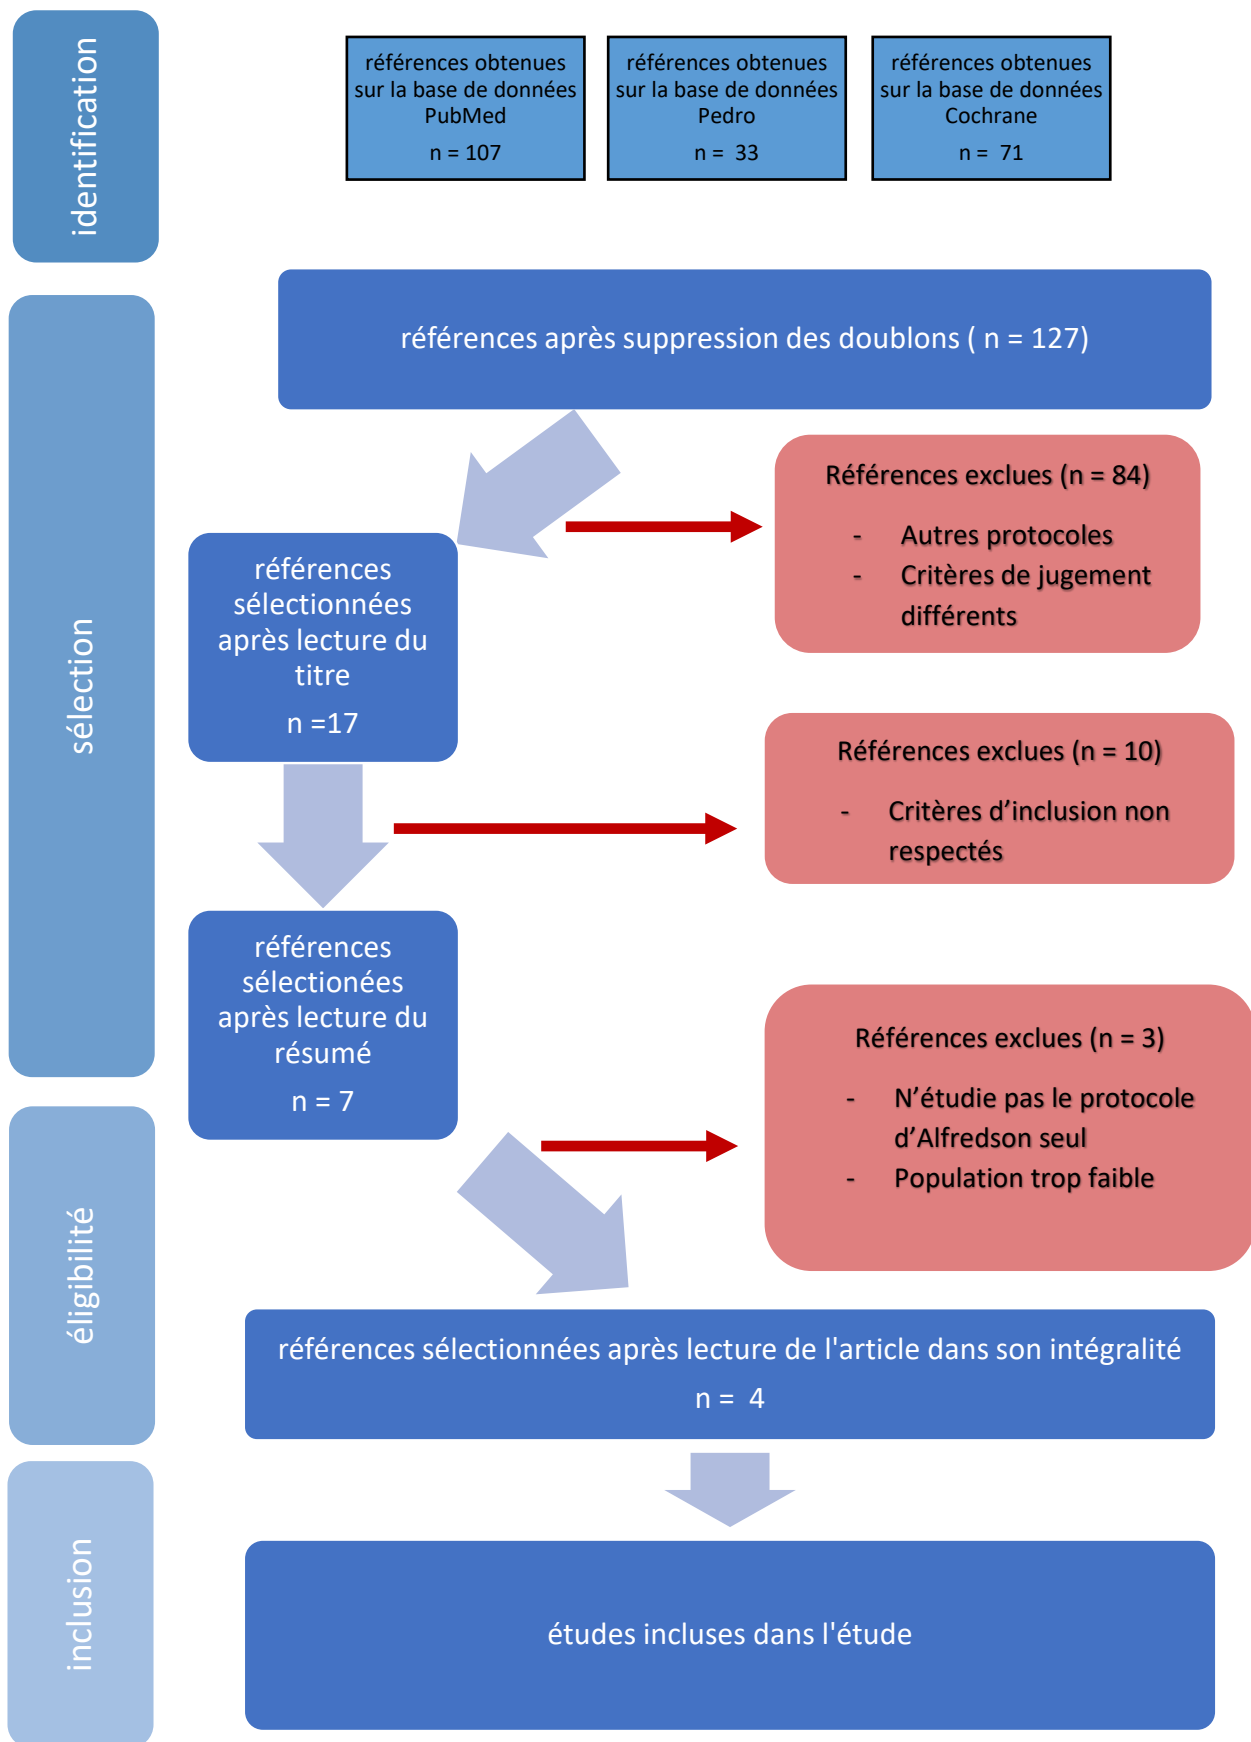 identification
références obtenues
sur la base de données
PubMed
n = 107
références obtenues
sur la base de données
Pedro
n =  33
références obtenues
sur la base de données
Cochrane
n =  71
sélection
références après suppression des doublons ( n = 127)
Références exclues (n = 84)
- Autres protocoles
- Critères de jugement
différents
références
sélectionnées
après lecture du
titre
n =17
Références exclues (n = 10)
- Critères d’inclusion non
respectés
références
sélectionées
après lecture du
résumé
n = 7
Références exclues (n = 3)
- N’étudie pas le protocole
d’Alfredson seul
- Population trop faible
éligibilité
références sélectionnées après lecture de l'article dans son intégralité
n =  4
inclusion
études incluses dans l'étude